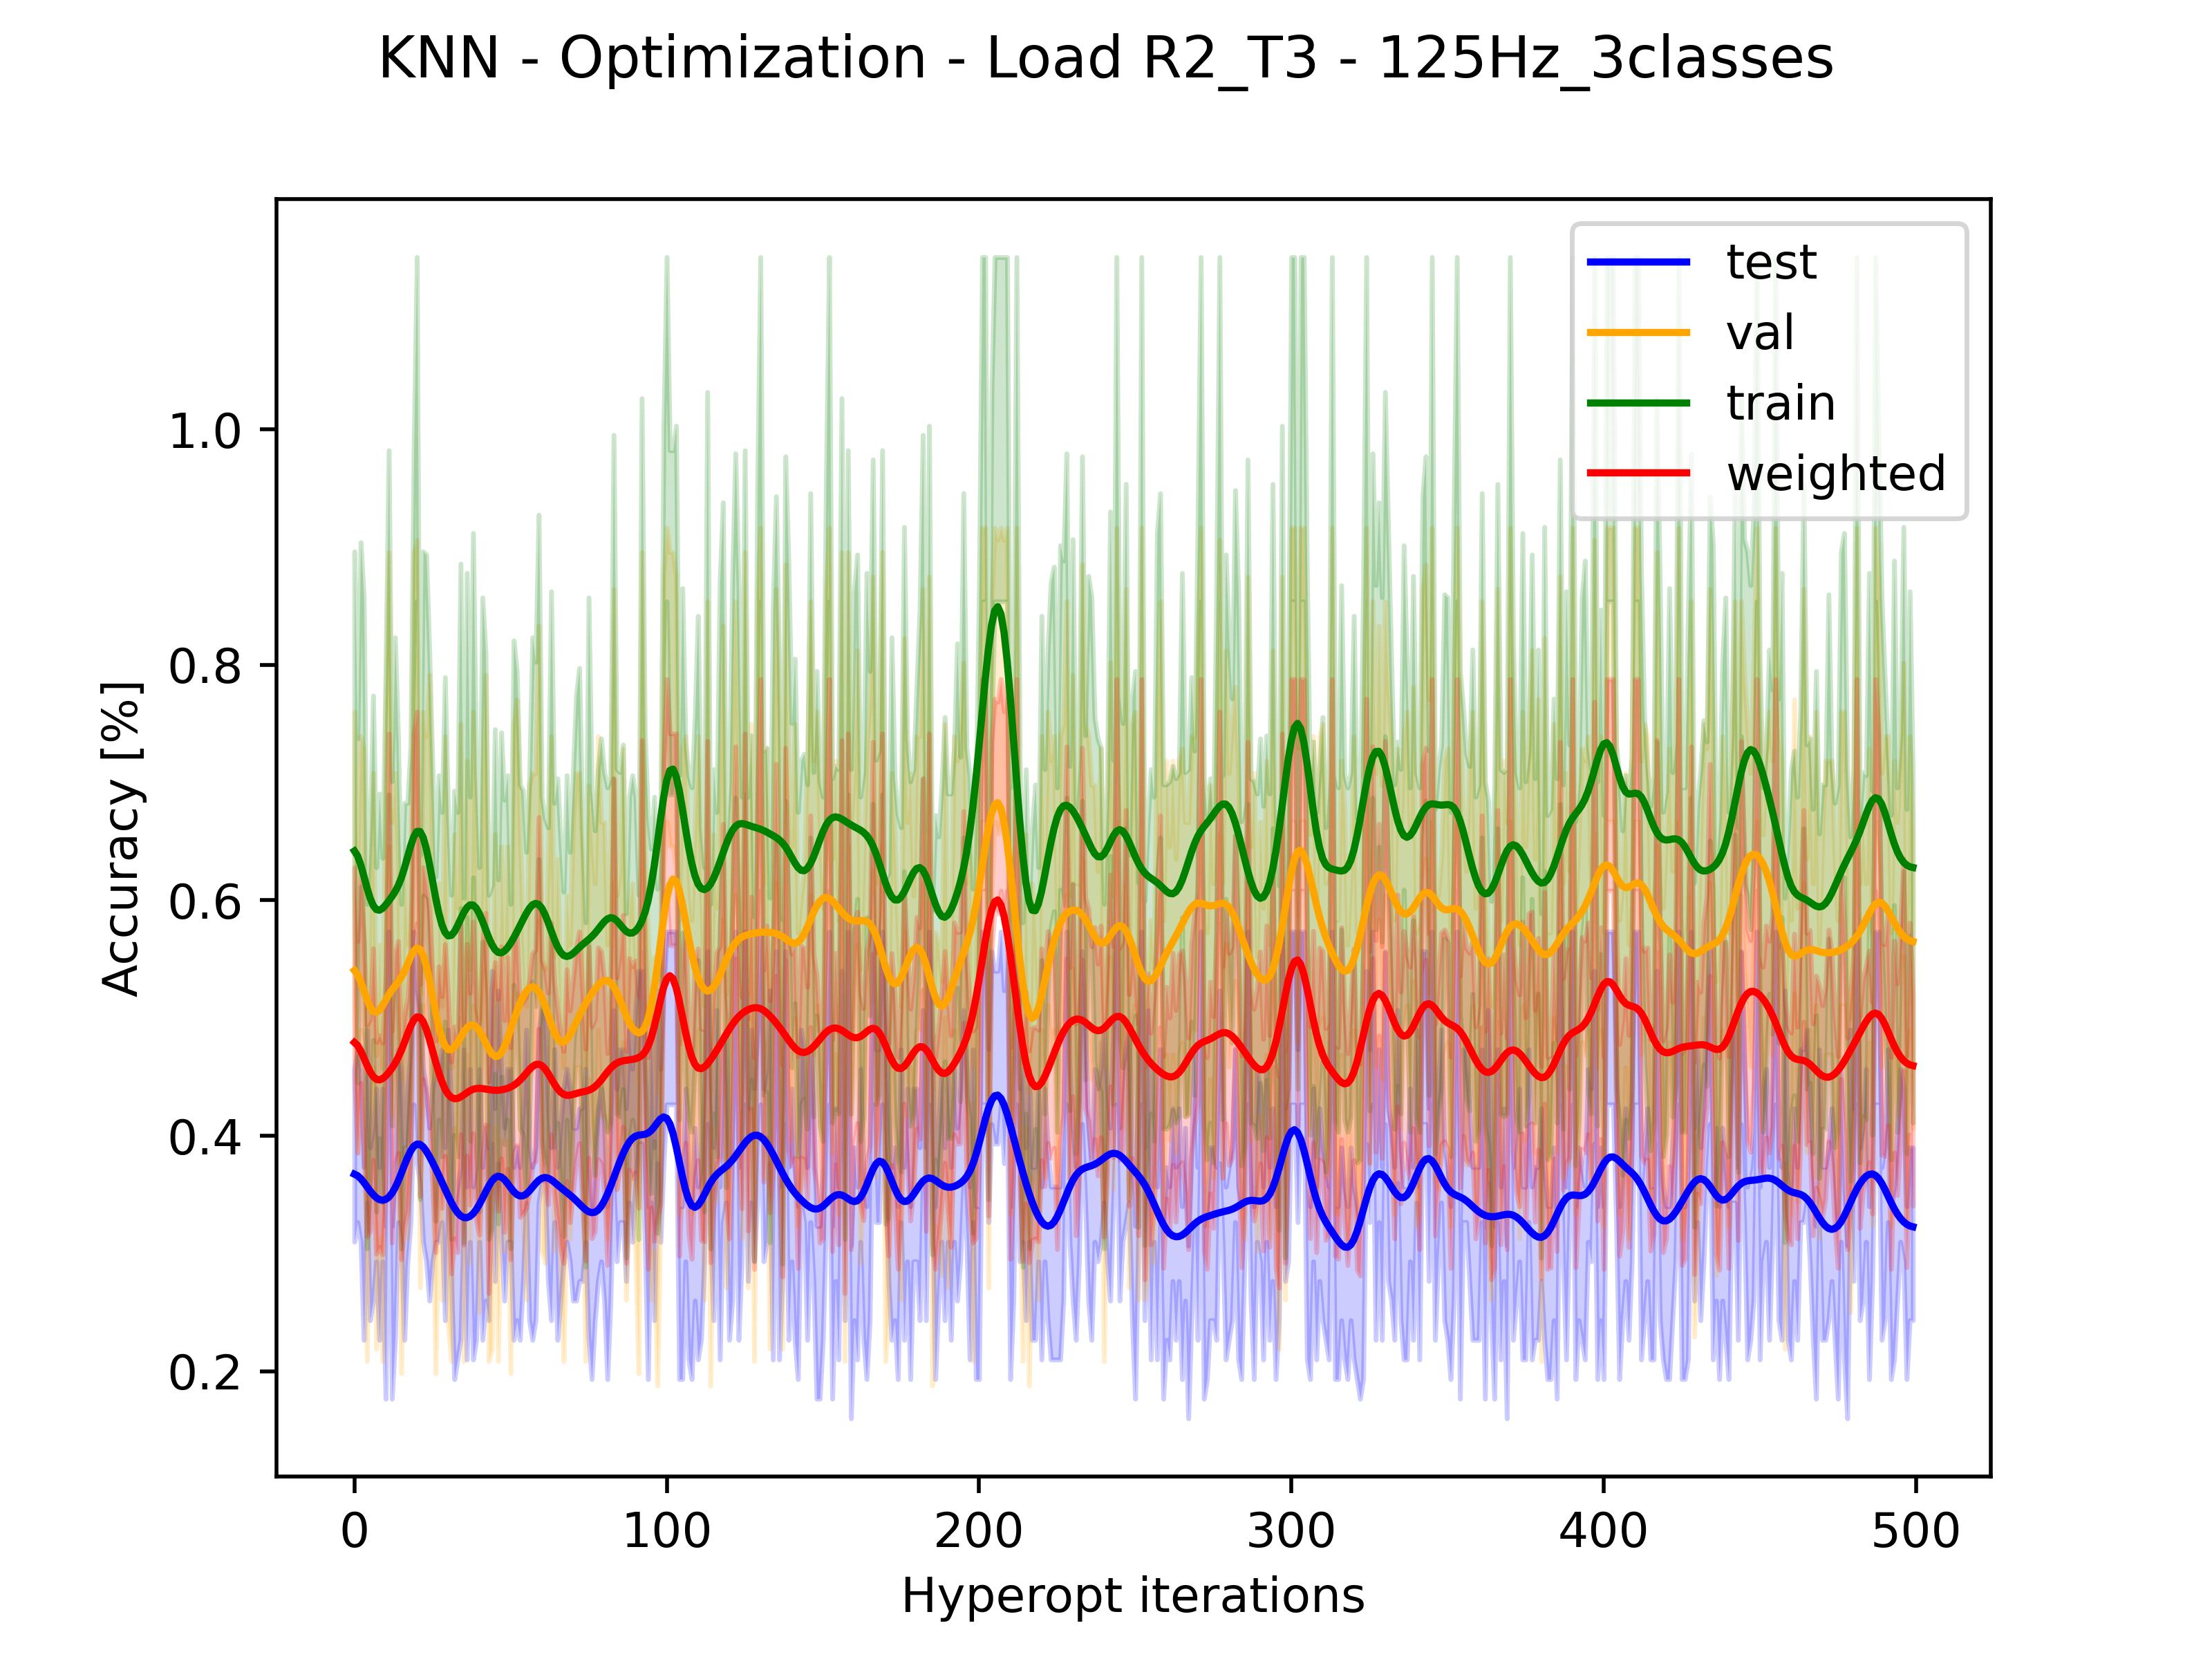 KNN - Optimization - Load R2_T3 - 125Hz_3classes
test
val
train
weighted
1.0
0.8
0.6
0.4
0.2
Accuracy [%]
0 100 200 300 400 500
Hyperopt iterations